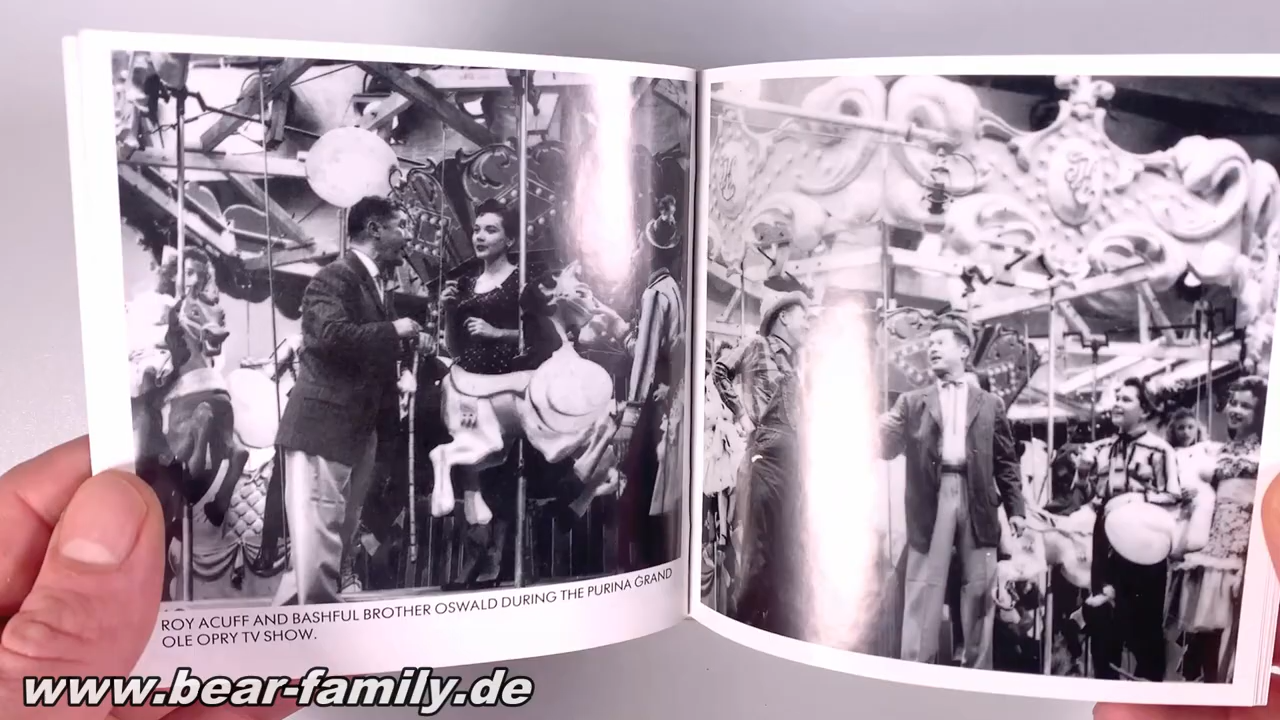 ROY ACUFF AND BASHFUL BROTHER OSWALD DURING THE PURINA GRAND
OLE OPRY TV SHOW.
www.bear-family.de